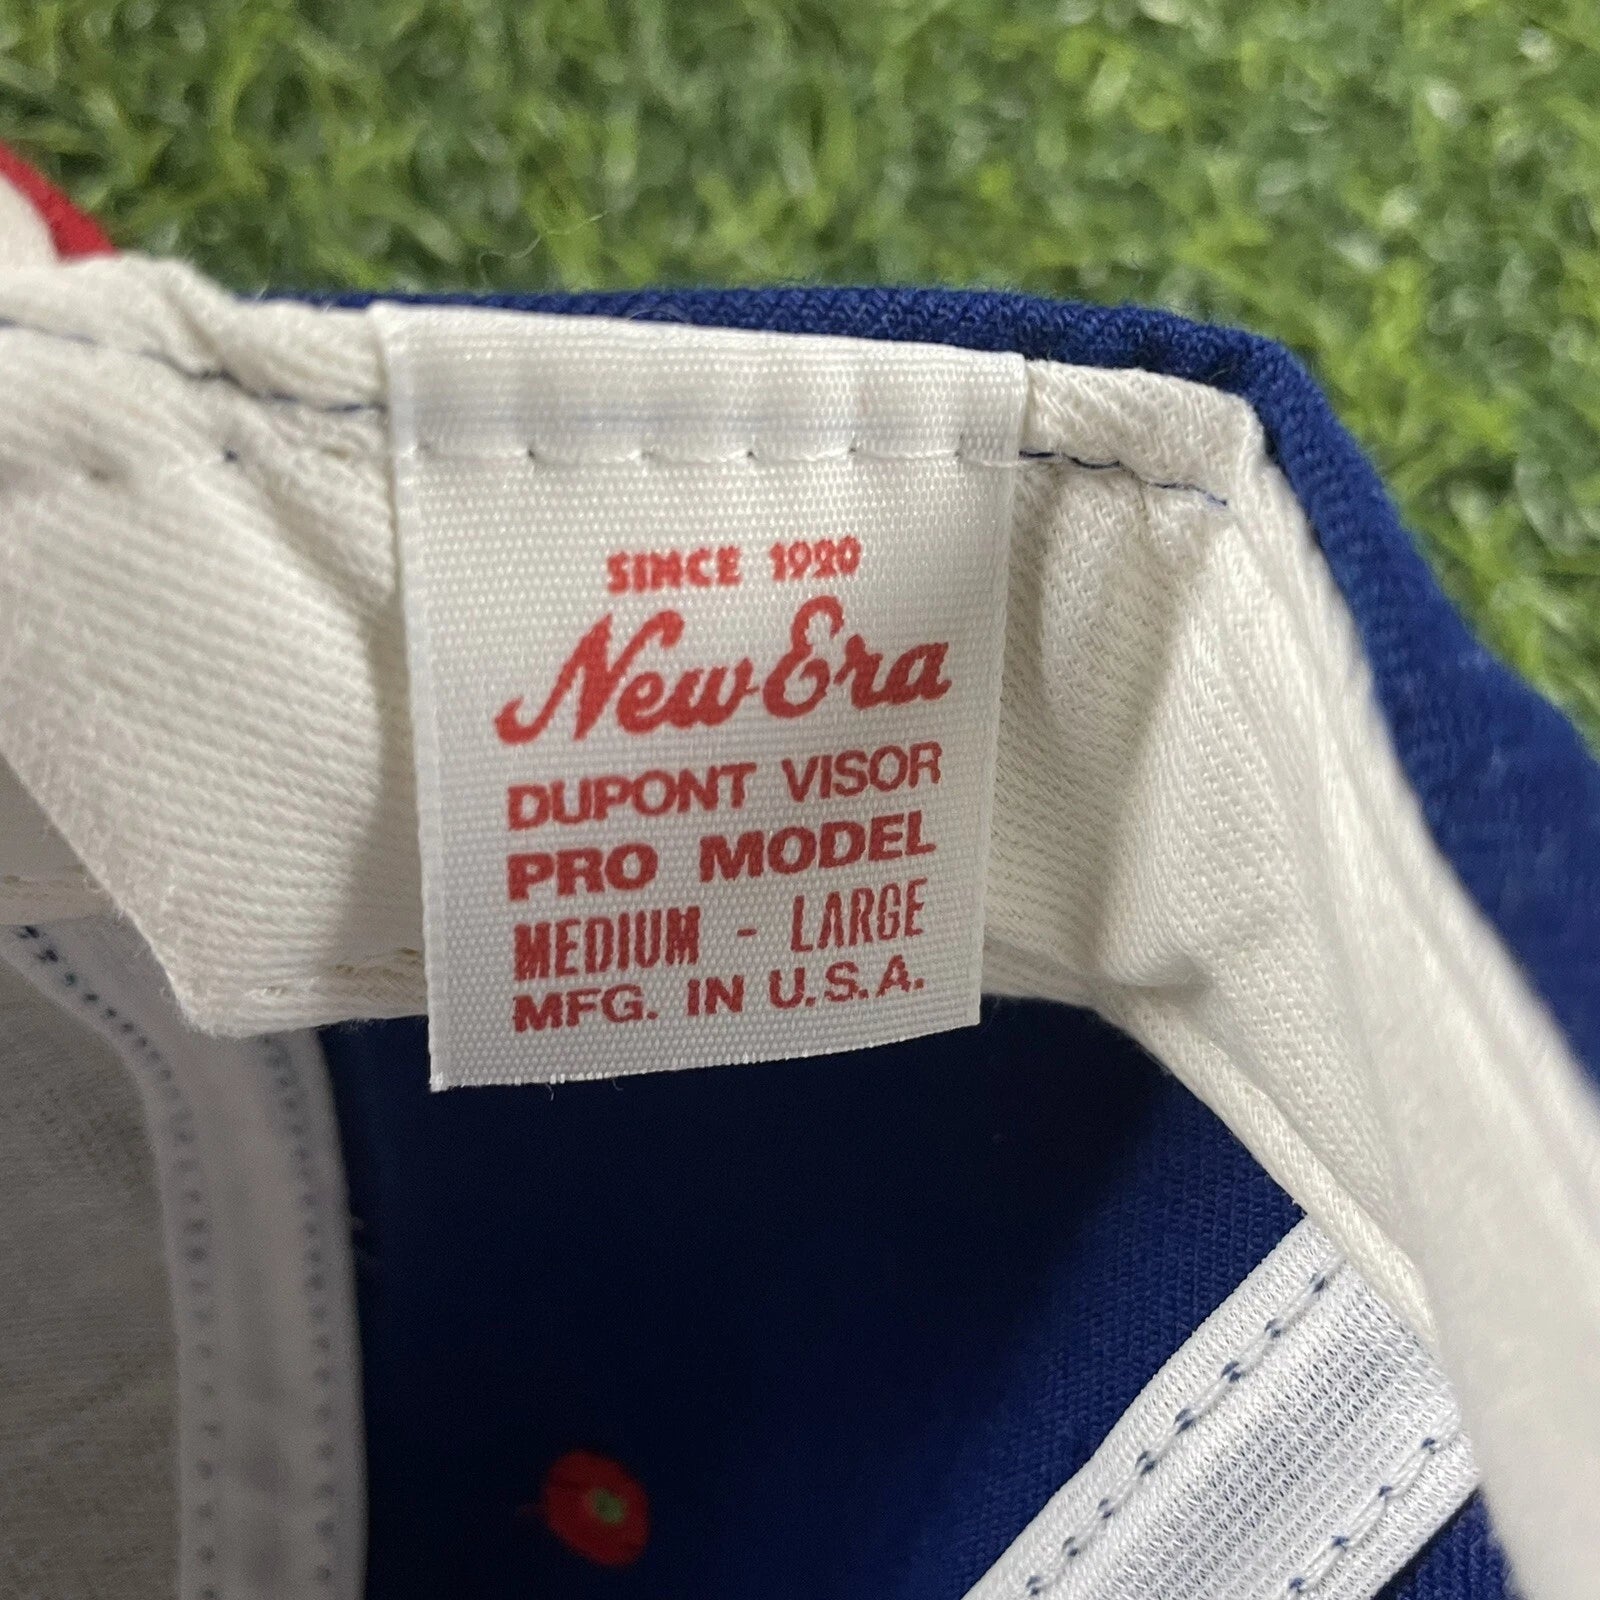 SINCE 1920
New Era
DUPONT VISOR
PRO MODEL
MEDIUM - LARGE
MFG. IN U.S.A.